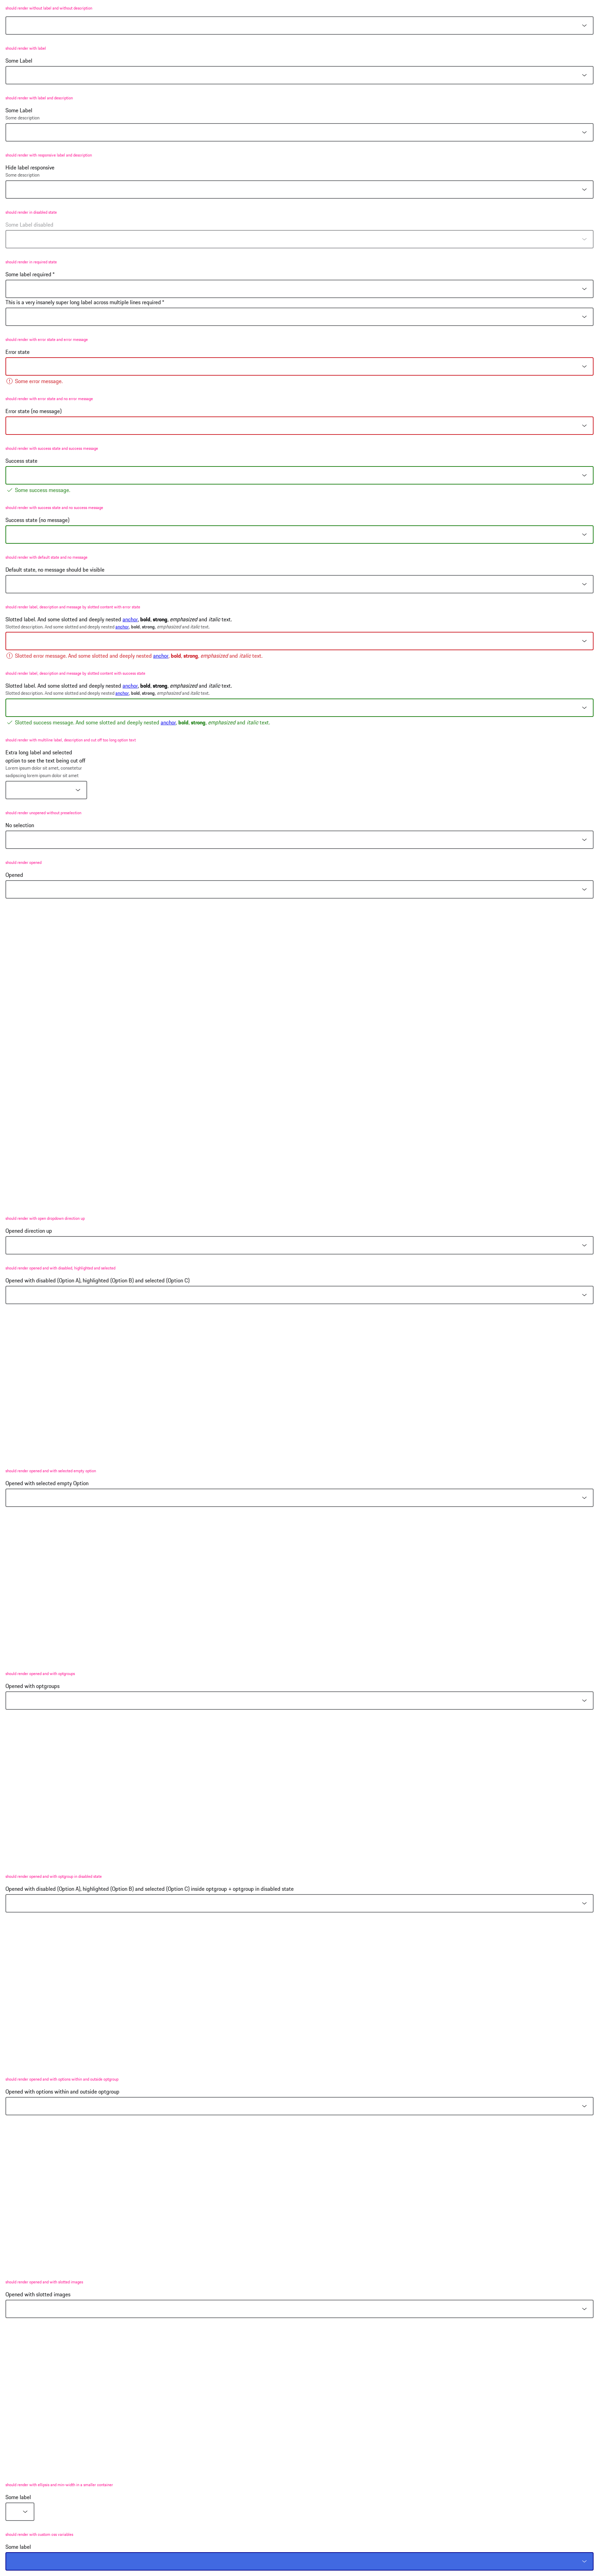 should render without label and without description
should render with label
Some Label
should render with label and description
Some Label
Some description
should render with responsive label and description
Hide label responsive
Some description
should render in disabled state
Some Label disabled
should render in required state
Some label required *
This is a very insanely super long label across multiple lines required *
should render with error state and error message
Error state
Some error message.
should render with error state and no error message
Error state (no message)
should render with success state and success message
Success state
Some success message.
should render with success state and no success message
Success state (no message)
should render with default state and no message
Default state, no message should be visible
should render label, description and message by slotted content with error state
Slotted label. And some slotted and deeply nested anchor, bold, strong, emphasized and italic text.
Slotted description. And some slotted and deeply nested anchor, bold, strong, emphasized and italic text.
Slotted error message. And some slotted and deeply nested anchor, bold, strong, emphasized and italic text.
should render label, description and message by slotted content with success state
Slotted label. And some slotted and deeply nested anchor, bold, strong, emphasized and italic text.
Slotted description. And some slotted and deeply nested anchor, bold, strong, emphasized and italic text.
Slotted success message. And some slotted and deeply nested anchor, bold, strong, emphasized and italic text.
should render with multiline label, description and cut off too long option text
Extra long label and selected
option to see the text being cut off
Lorem ipsum dolor sit amet, consetetur
sadipscing lorem ipsum dolor sit amet
should render unopened without preselection
No selection
should render opened
Opened
should render with open dropdown direction up
Opened direction up
should render opened and with disabled, highlighted and selected
Opened with disabled (Option A), highlighted (Option B) and selected (Option C)
should render opened and with selected empty option
Opened with selected empty Option
should render opened and with optgroups
Opened with optgroups
should render opened and with optgroup in disabled state
Opened with disabled (Option A), highlighted (Option B) and selected (Option C) inside optgroup > optgroup in disabled state
should render opened and with options within and outside optgroup
Opened with options within and outside optgroup
should render opened and with slotted images
Opened with slotted images
should render with ellipsis and min-width in a smaller container
Some label
should render with custom css variables
Some label